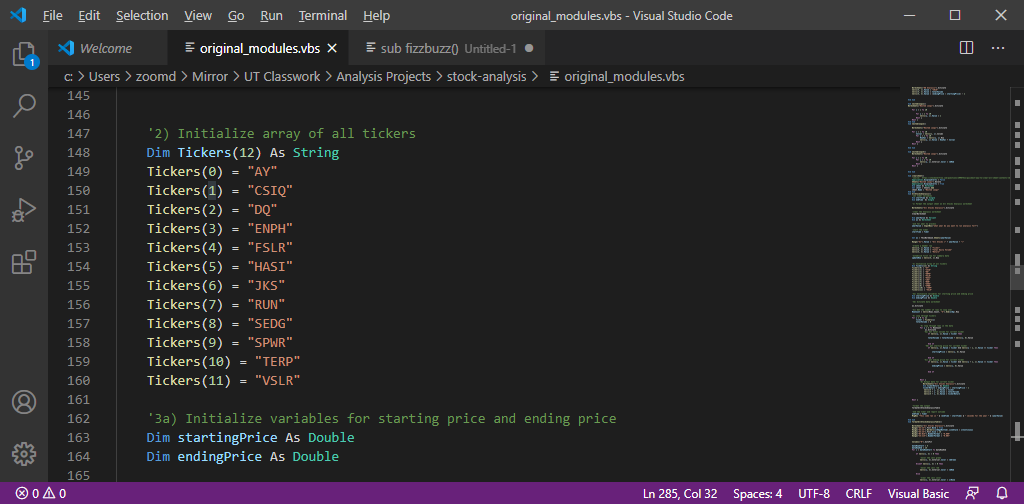 File Edit Selection View Go Run Terminal Help original_modules.vbs - Visual Studio Code
Welcome original_modules.vbs sub fizzbuzz() Untitled-1
c: > Users > zoomd > Mirror > UT Classwork > Analysis Projects > stock-analysis > original_modules.vbs
1
145
146
147 '2) Initialize array of all tickers
148 Dim Tickers(12) As String
149 Tickers(0) = "AY"
150 Tickers(1) = "CSIQ"
151 Tickers(2) = "DQ"
152 Tickers(3) = "ENPH"
153 Tickers(4) = "FSLR"
154 Tickers(5) = "HASI"
155 Tickers(6) = "JKS"
156 Tickers(7) = "RUN"
157 Tickers(8) = "SEDG"
158 Tickers(9) = "SPWR"
159 Tickers(10) = "TERP"
160 Tickers(11) = "VSLR"
161
162 '3a) Initialize variables for starting price and ending price
163 Dim startingPrice As Double
164 Dim endingPrice As Double
165
0 0 Ln 285, Col 32 Spaces: 4 UTF-8 CRLF Visual Basic